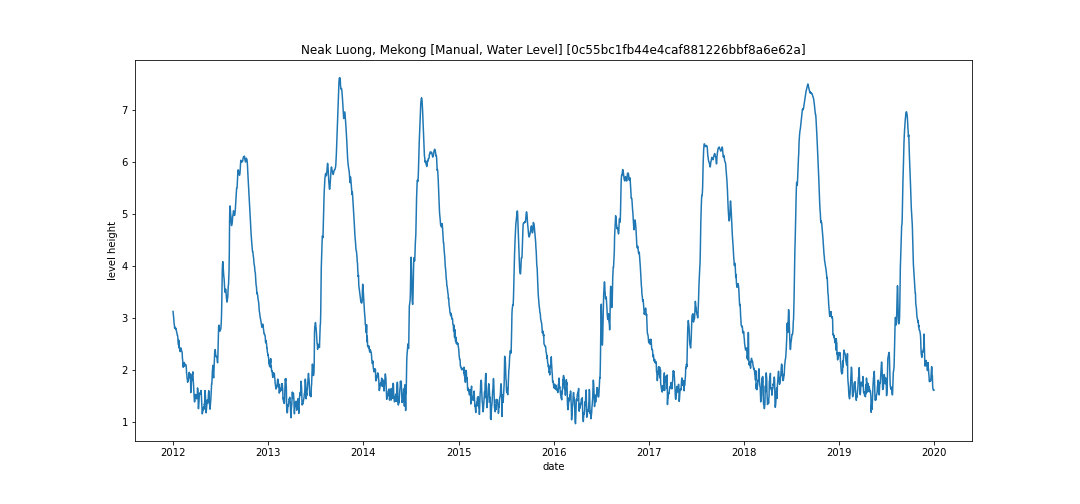 Neak Luong, Mekong [Manual, Water Level] [0c55bc1fb44e4caf881226bbf8a6e62a]
7
6
5
4
3
2
1
level height
2012 2013 2014 2015 2016 2017 2018 2019 2020
date